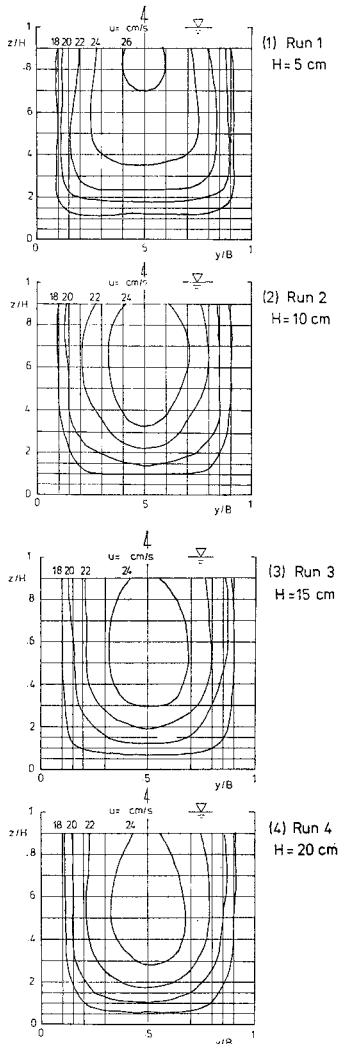 u= cm/s
z/H 18 20 22 24 26
1
.8
.6
.4
.2
0
0 .5 1
y/B
(1) Run 1
H = 5 cm
u= cm/s
z/H 18 20 22 24
1
.8
.6
.4
.2
0
0 .5 1
y/B
(2) Run 2
H = 10 cm
u= cm/s
z/H 18 20 22 24
1
.8
.6
.4
.2
0
0 .5 1
y/B
(3) Run 3
H = 15 cm
u= cm/s
z/H 18 20 22 24
1
.8
.6
.4
.2
0
0 .5 1
y/B
(4) Run 4
H = 20 cm